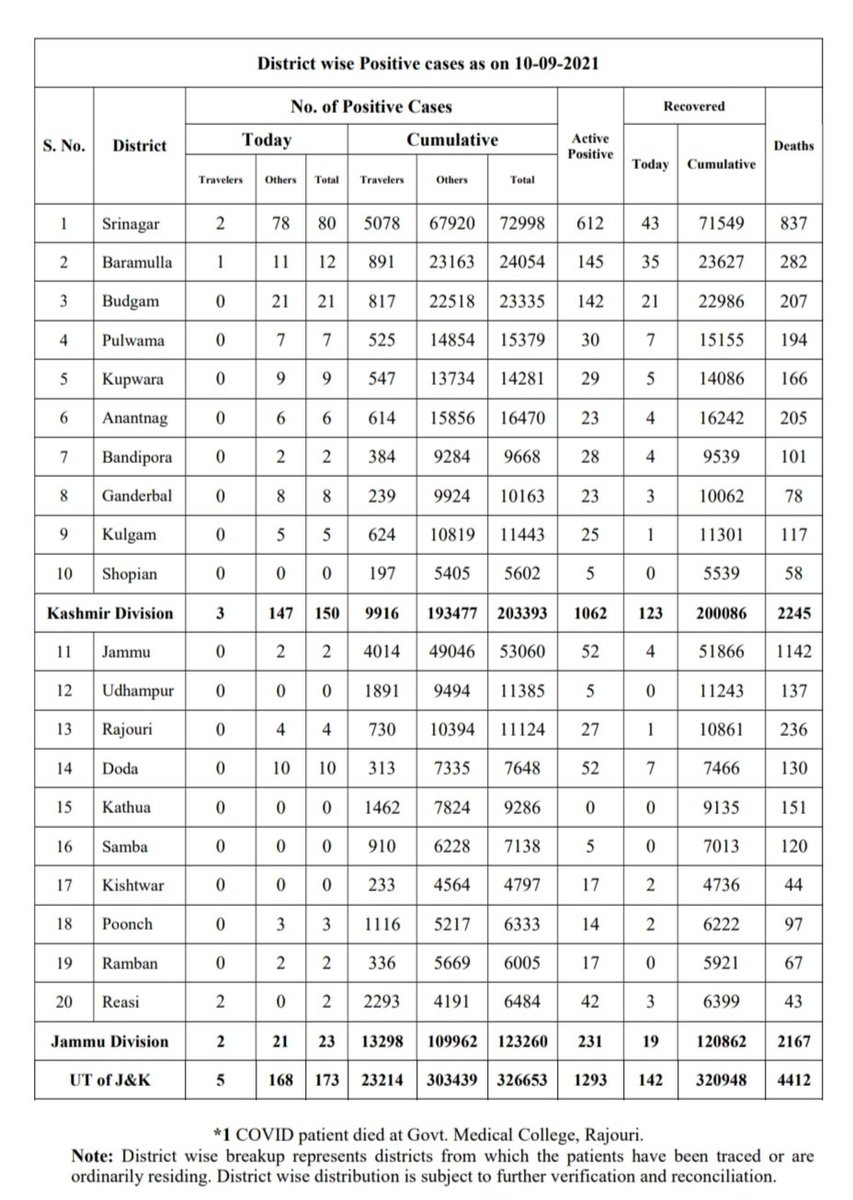 District wise Positive cases as on 10-09-2021
S. No. District No. of Positive Cases Active Positive Recovered Deaths
Today Cumulative Today Cumulative
Travelers Others Total Travelers Others Total
1 Srinagar 2 78 80 5078 67920 72998 612 43 71549 837
2 Baramulla 1 11 12 891 23163 24054 145 35 23627 282
3 Budgam 0 21 21 817 22518 23335 142 21 22986 207
4 Pulwama 0 7 7 525 14854 15379 30 7 15155 194
5 Kupwara 0 9 9 547 13734 14281 29 5 14086 166
6 Anantnag 0 6 6 614 15856 16470 23 4 16242 205
7 Bandipora 0 2 2 384 9284 9668 28 4 9539 101
8 Ganderbal 0 8 8 239 9924 10163 23 3 10062 78
9 Kulgam 0 5 5 624 10819 11443 25 1 11301 117
10 Shopian 0 0 0 197 5405 5602 5 0 5539 58
Kashmir Division 3 147 150 9916 193477 203393 1062 123 200086 2245
11 Jammu 0 2 2 4014 49046 53060 52 4 51866 1142
12 Udhampur 0 0 0 1891 9494 11385 5 0 11243 137
13 Rajouri 0 4 4 730 10394 11124 27 1 10861 236
14 Doda 0 10 10 313 7335 7648 52 7 7466 130
15 Kathua 0 0 0 1462 7824 9286 0 0 9135 151
16 Samba 0 0 0 910 6228 7138 5 0 7013 120
17 Kishtwar 0 0 0 233 4564 4797 17 2 4736 44
18 Poonch 0 3 3 1116 5217 6333 14 2 6222 97
19 Ramban 0 2 2 336 5669 6005 17 0 5921 67
20 Reasi 2 0 2 2293 4191 6484 42 3 6399 43
Jammu Division 2 21 23 13298 109962 123260 231 19 120862 2167
UT of J&K 5 168 173 23214 303439 326653 1293 142 320948 4412
*1 COVID patient died at Govt. Medical College, Rajouri.
Note: District wise breakup represents districts from which the patients have been traced or are
ordinarily residing. District wise distribution is subject to further verification and reconciliation.